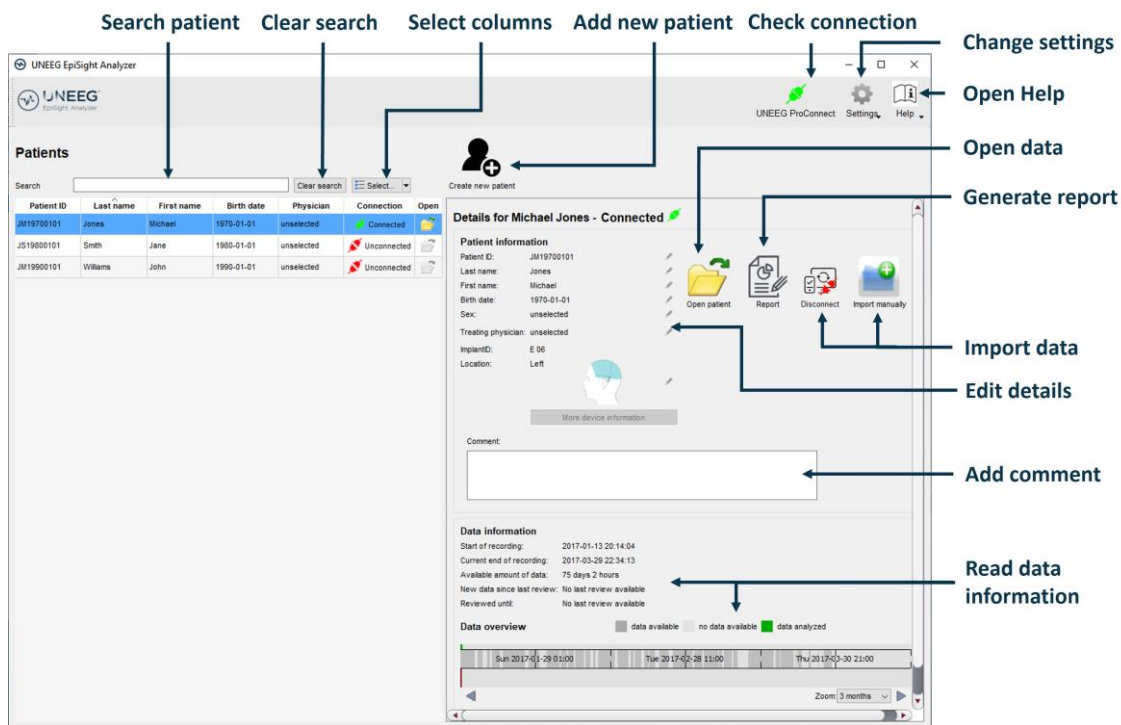 Search patient Clear search Select columns Add new patient Check connection
Change settings
UNEEG EpiSight Analyzer
UNEEG
EpiSight Analyzer
UNEEG ProConnect Settings Help
Open Help
Open data
Generate report
Patients
Search Clear search Select... Create new patient
Patient ID Last name First name Birth date Physician Connection Open
JM19700101 Jones Michael 1970-01-01 unselected Connected
JS19800101 Smith Jane 1980-01-01 unselected Unconnected
JM19900101 Williams John 1990-01-01 unselected Unconnected
Details for Michael Jones - Connected
Patient information
Patient ID: JM19700101
Last name: Jones
First name: Michael
Birth date: 1970-01-01
Sex: unselected
Treating physician: unselected
ImplantID: E 06
Location: Left
Open patient Report Disconnect Import manually
Import data
Edit details
More device information
Comment:
Add comment
Data information
Start of recording: 2017-01-13 20:14:04
Current end of recording: 2017-03-29 22:34:13
Available amount of data: 75 days 2 hours
New data since last review: No last review available
Reviewed until: No last review available
Read data
information
Data overview data available no data available data analyzed
Sun 2017-01-29 01:00 Tue 2017-02-28 11:00 Thu 2017-03-30 21:00
Zoom: 3 months